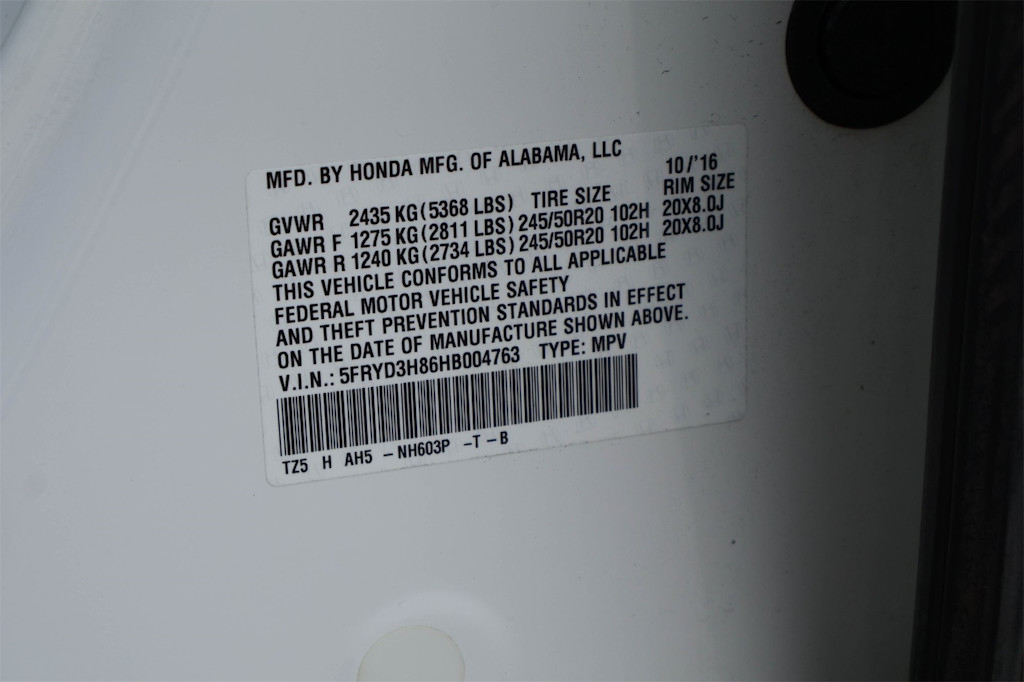 MFD. BY HONDA MFG. OF ALABAMA, LLC 10/'16
GVWR 2435 KG(5368 LBS) TIRE SIZE RIM SIZE
GAWR F 1275 KG(2811 LBS) 245/50R20 102H 20X8.0J
GAWR R 1240 KG(2734 LBS) 245/50R20 102H 20X8.0J
THIS VEHICLE CONFORMS TO ALL APPLICABLE
FEDERAL MOTOR VEHICLE SAFETY
AND THEFT PREVENTION STANDARDS IN EFFECT
ON THE DATE OF MANUFACTURE SHOWN ABOVE.
V.I.N.: 5FRYD3H86HB004763 TYPE: MPV
TZ5 H AH5 – NH603P –T – B